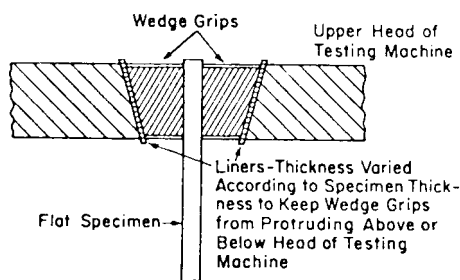 Wedge Grips
Upper Head of
Testing Machine
Liners-Thickness Varied
According to Specimen Thick-
ness to Keep Wedge Grips
from Protruding Above or
Below Head of Testing
Machine
Flat Specimen